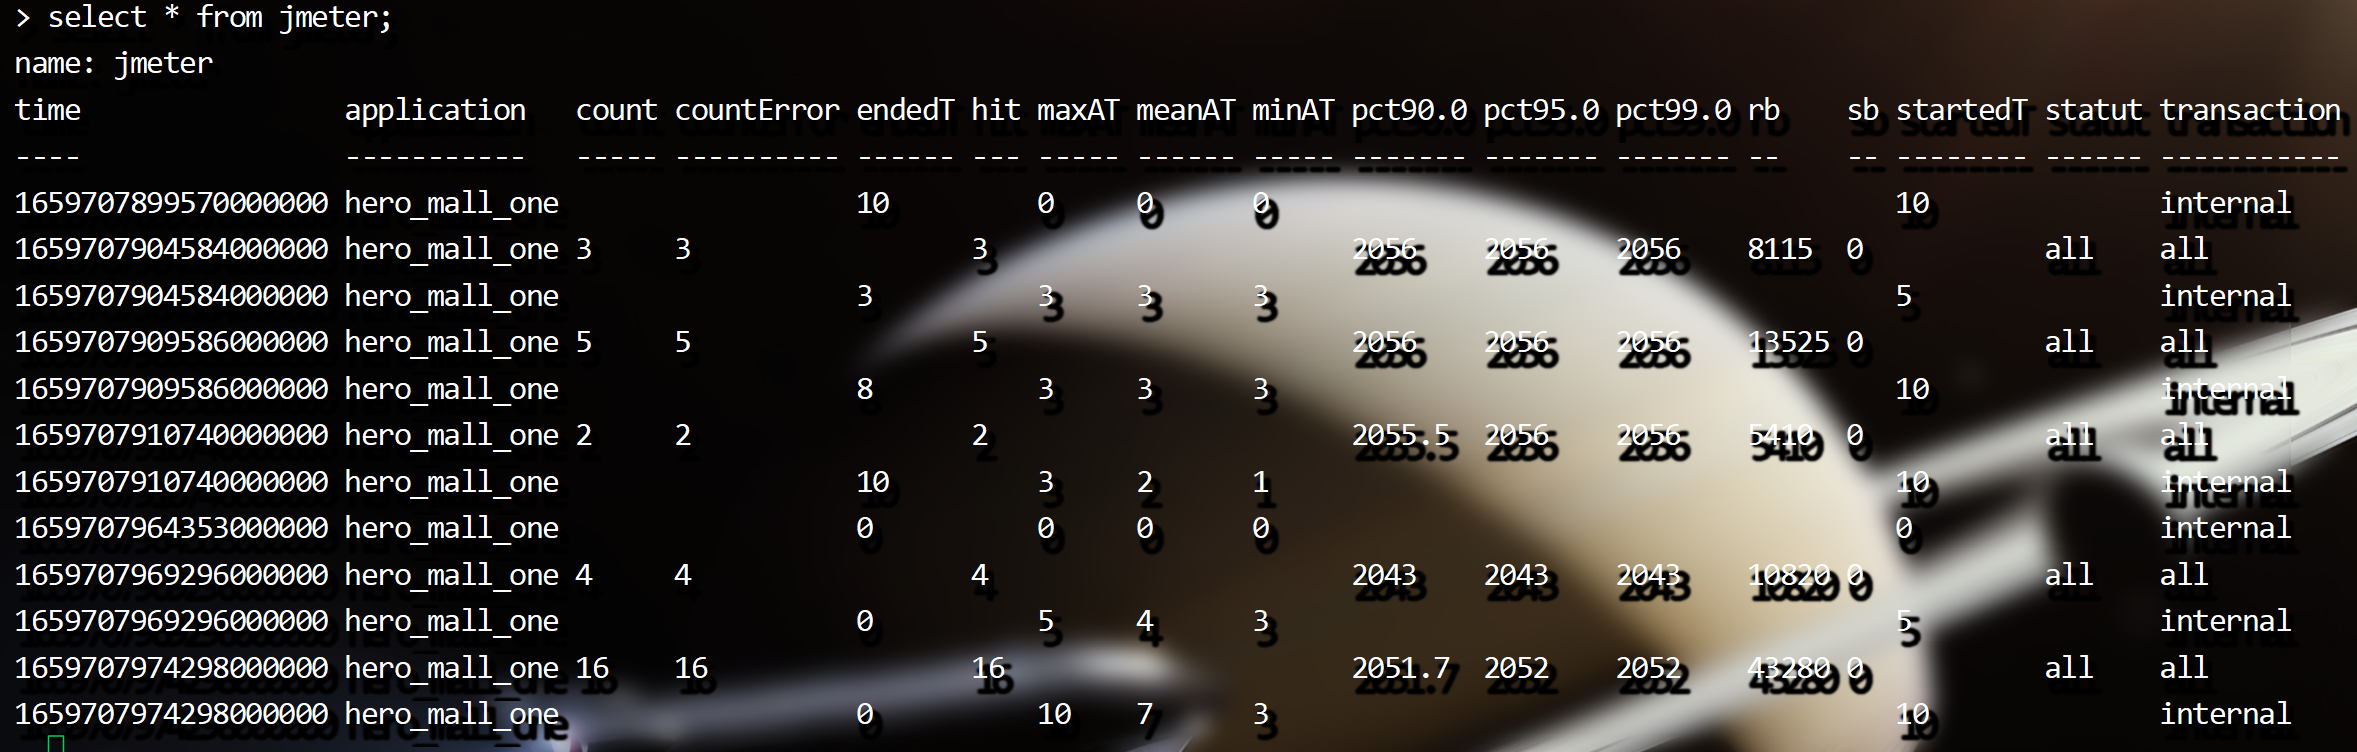 > select * from jmeter;
name: jmeter
time application count countError endedT hit maxAT meanAT minAT pct90.0 pct95.0 pct99.0 rb sb startedT statut transaction
---- ----------- ----- ---------- ------ --- ----- ------ ----- ------- ------- ------- -- -- -------- ------ -----------
1659707899570000000 hero_mall_one 10 0 0 0 10 internal
1659707904584000000 hero_mall_one 3 3 3 2056 2056 2056 8115 0 all all
1659707904584000000 hero_mall_one 3 3 3 3 5 internal
1659707909586000000 hero_mall_one 5 5 5 2056 2056 2056 13525 0 all all
1659707909586000000 hero_mall_one 8 3 3 3 10 internal
1659707910740000000 hero_mall_one 2 2 2 2055.5 2056 2056 5410 0 all all
1659707910740000000 hero_mall_one 10 3 2 1 10 internal
1659707964353000000 hero_mall_one 0 0 0 0 0 internal
1659707969296000000 hero_mall_one 4 4 4 2043 2043 2043 10820 0 all all
1659707969296000000 hero_mall_one 0 5 4 3 5 internal
1659707974298000000 hero_mall_one 16 16 16 2051.7 2052 2052 43280 0 all all
1659707974298000000 hero_mall_one 0 10 7 3 10 internal